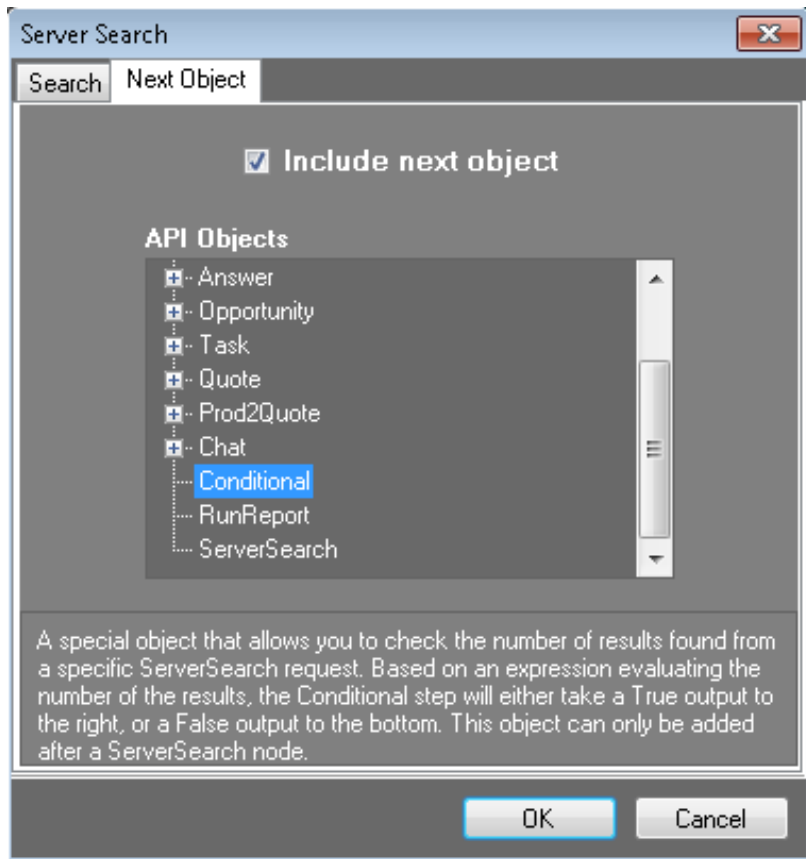 Server Search
Search
Next Object
Include next object
API Objects
Answer
Opportunity
Task
Quote
Prod2Quote
Chat
Conditional
RunReport
ServerSearch
A special object that allows you to check the number of results found from
a specific ServerSearch request. Based on an expression evaluating the
number of the results, the Conditional step will either take a True output to
the right, or a False output to the bottom. This object can only be added
after a ServerSearch node.
OK
Cancel